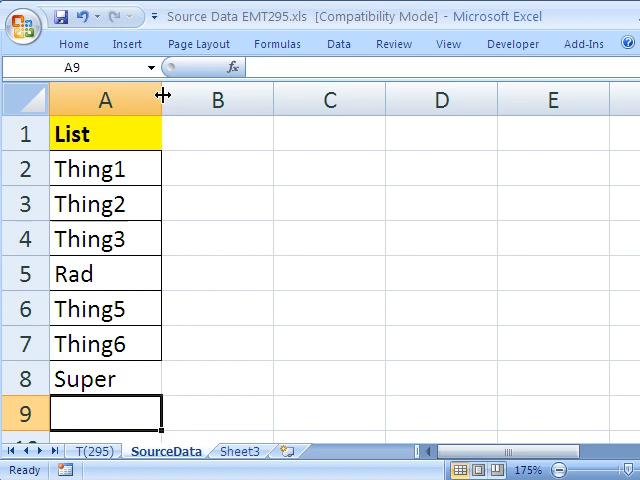 Source Data EMT295.xls [Compatibility Mode] - Microsoft Excel
Home Insert Page Layout Formulas Data Review View Developer Add-Ins
A9 fx
A B C D E
1 List
2 Thing1
3 Thing2
4 Thing3
5 Rad
6 Thing5
7 Thing6
8 Super
9
10
T(295) SourceData Sheet3
Ready 175%